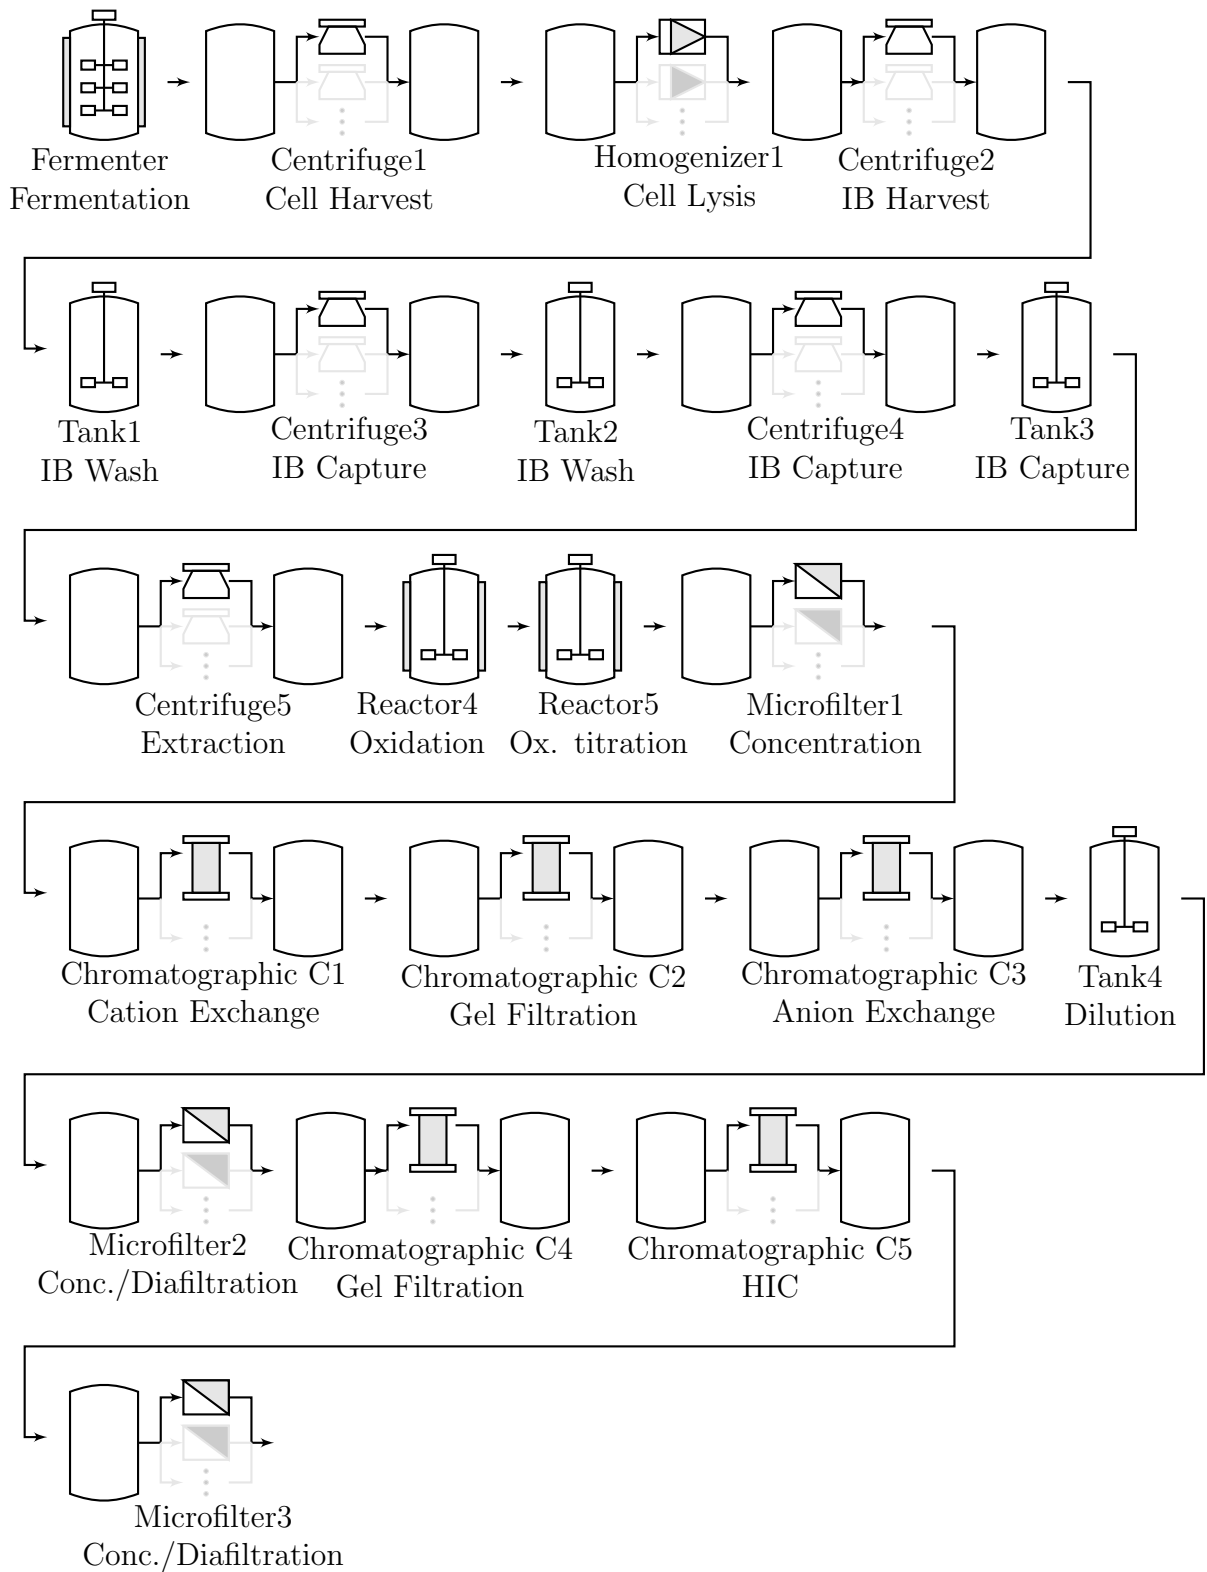 Fermenter
Fermentation
Centrifuge1
Cell Harvest
Homogenizer1
Cell Lysis
Centrifuge2
IB Harvest
Tank1
IB Wash
Centrifuge3
IB Capture
Tank2
IB Wash
Centrifuge4
IB Capture
Tank3
IB Capture
Centrifuge5
Extraction
Reactor4
Oxidation
Reactor5
Ox. titration
Microfilter1
Concentration
Chromatographic C1
Cation Exchange
Chromatographic C2
Gel Filtration
Chromatographic C3
Anion Exchange
Tank4
Dilution
Microfilter2
Conc./Diafiltration
Chromatographic C4
Gel Filtration
Chromatographic C5
HIC
Microfilter3
Conc./Diafiltration